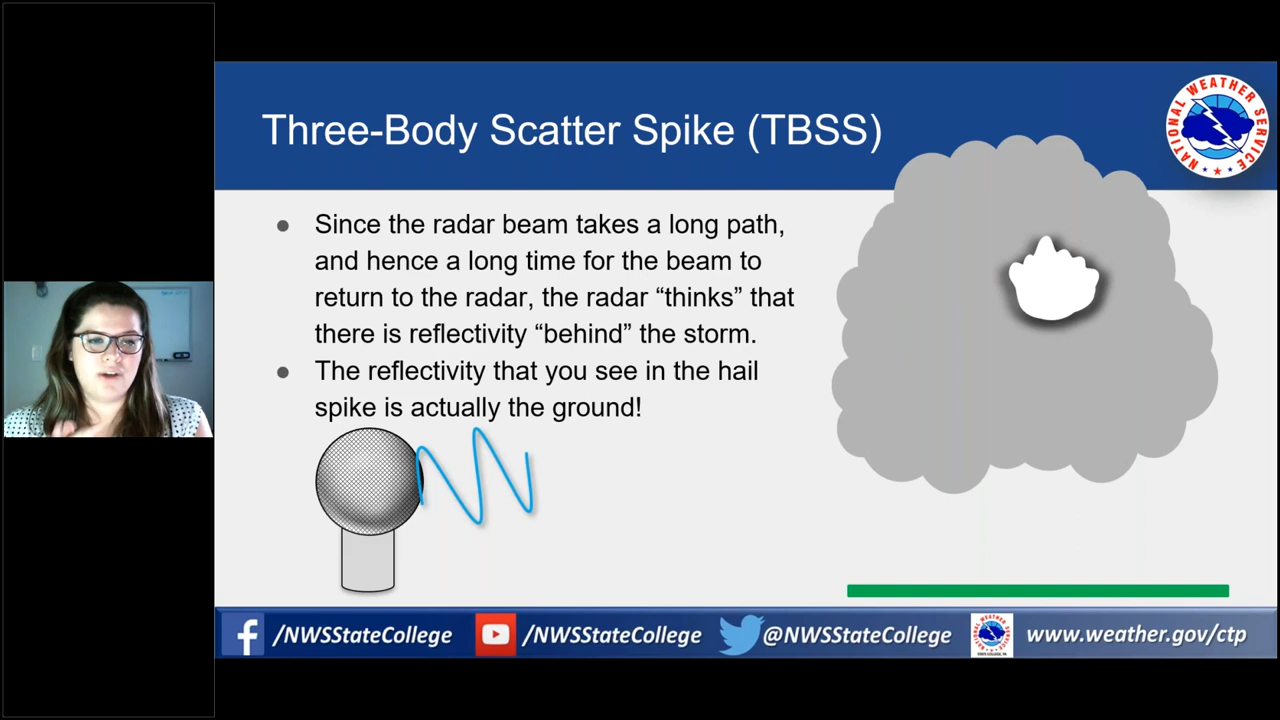 Three-Body Scatter Spike (TBSS)
NATIONAL WEATHER SERVICE
● Since the radar beam takes a long path,
and hence a long time for the beam to
return to the radar, the radar “thinks” that
there is reflectivity “behind” the storm.
● The reflectivity that you see in the hail
spike is actually the ground!
/NWSStateCollege
/NWSStateCollege
@NWSStateCollege
www.weather.gov/ctp